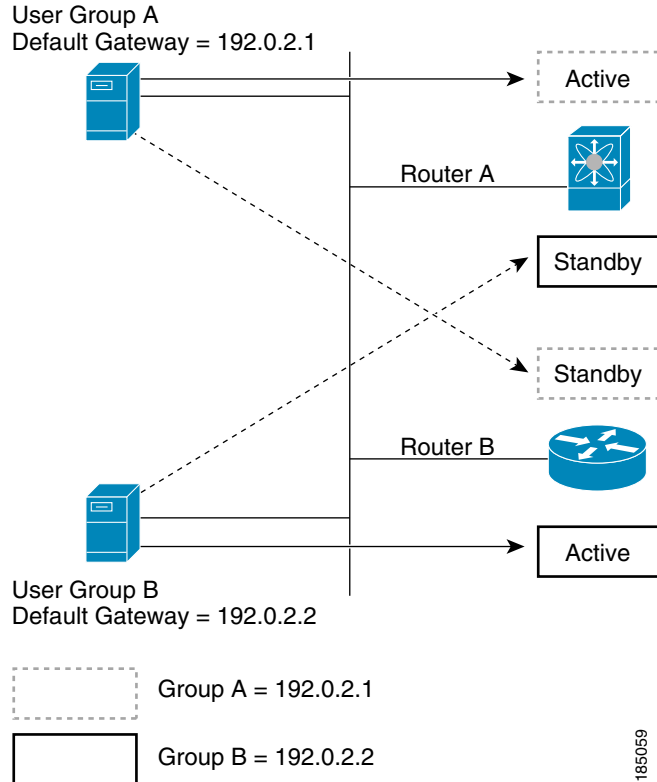 User Group A
Default Gateway = 192.0.2.1
Active
Router A
Standby
Standby
Router B
Active
User Group B
Default Gateway = 192.0.2.2
Group A = 192.0.2.1
Group B = 192.0.2.2
185059